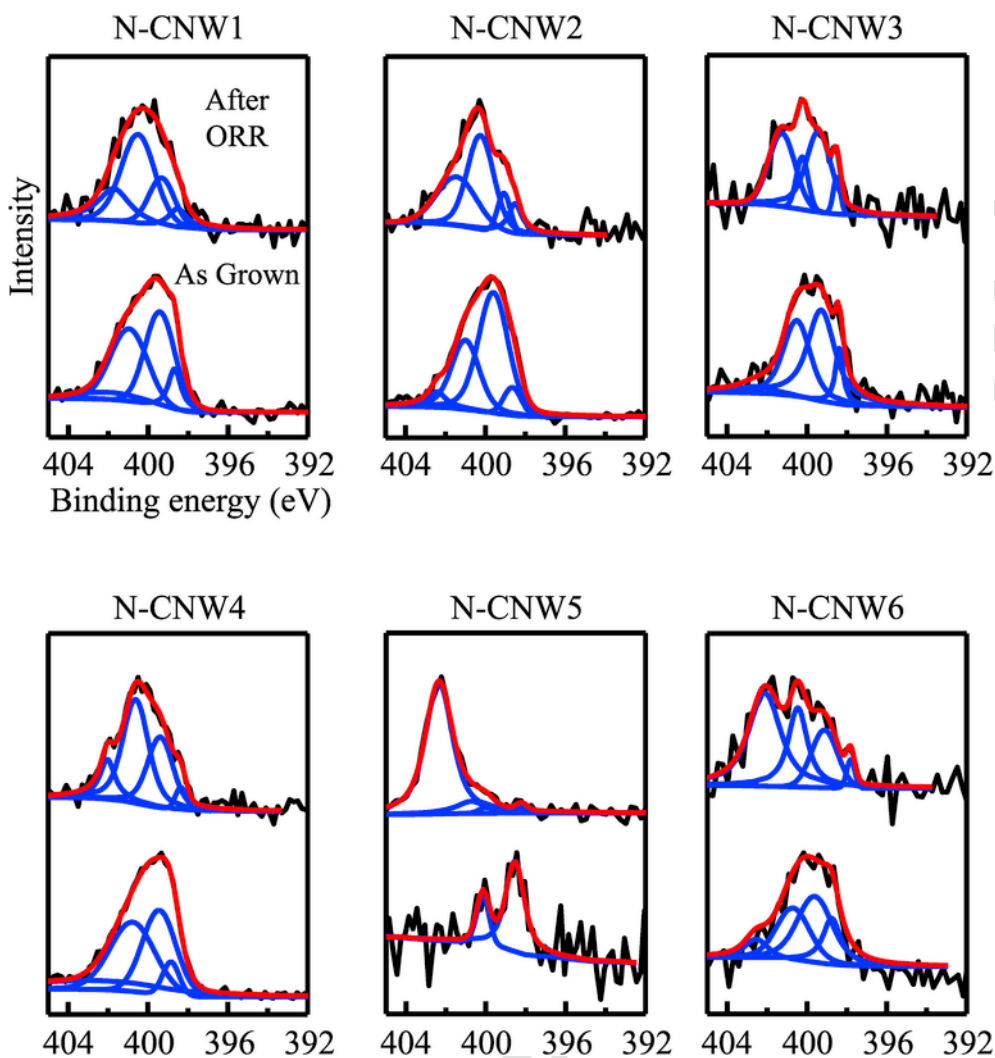 N-CNW1 N-CNW2 N-CNW3
After
ORR
Intensity
As Grown
404 400 396 392 404 400 396 392 404 400 396 392
Binding energy (eV)
N-CNW4 N-CNW5 N-CNW6
404 400 396 392 404 400 396 392 404 400 396 392